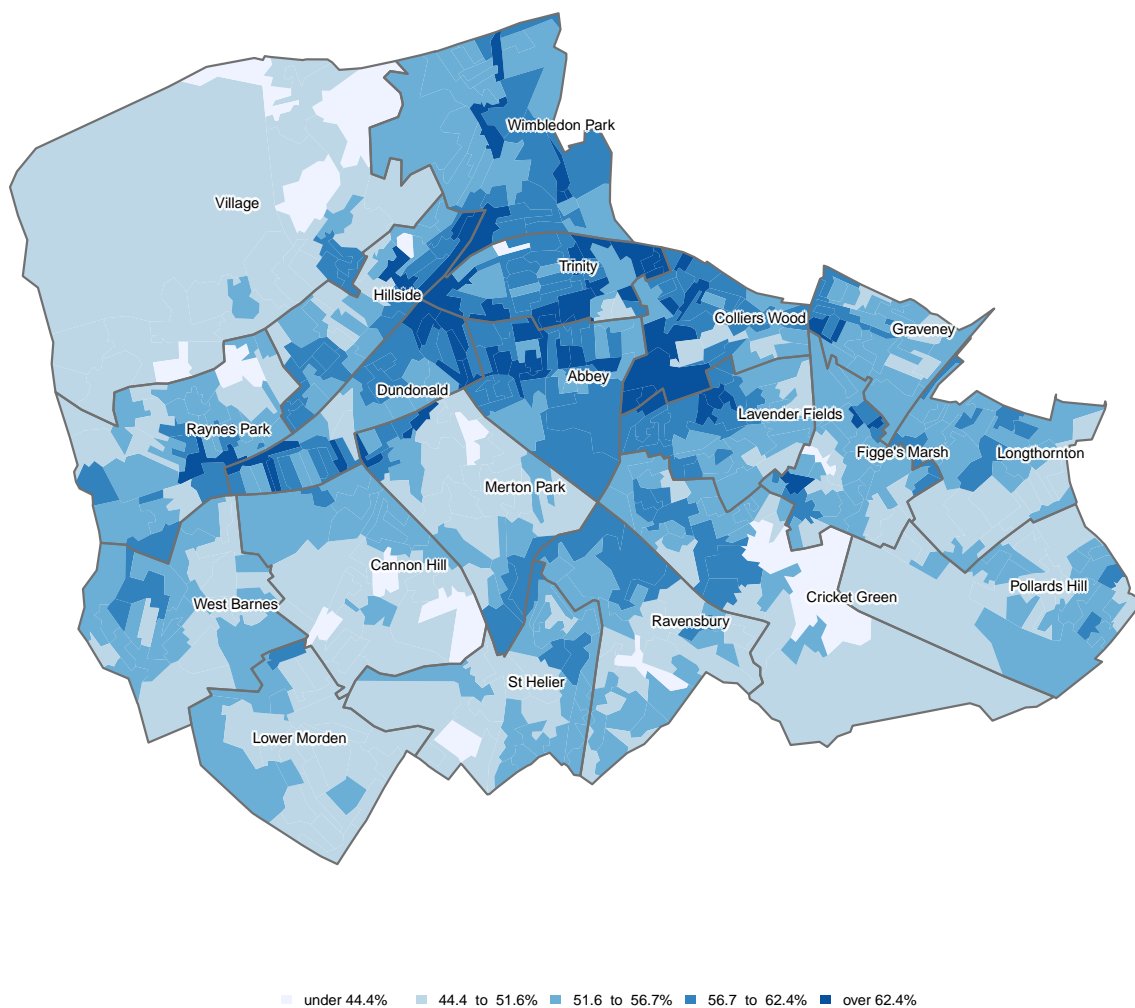 Wimbledon Park
Village
Trinity
Hillside
Colliers Wood
Graveney
Abbey
Dundonald
Lavender Fields
Raynes Park
Figge's Marsh
Longthornton
Merton Park
Cannon Hill
Pollards Hill
Cricket Green
West Barnes
Ravensbury
St Helier
Lower Morden
under 44.4% 44.4 to 51.6% 51.6 to 56.7% 56.7 to 62.4% over 62.4%